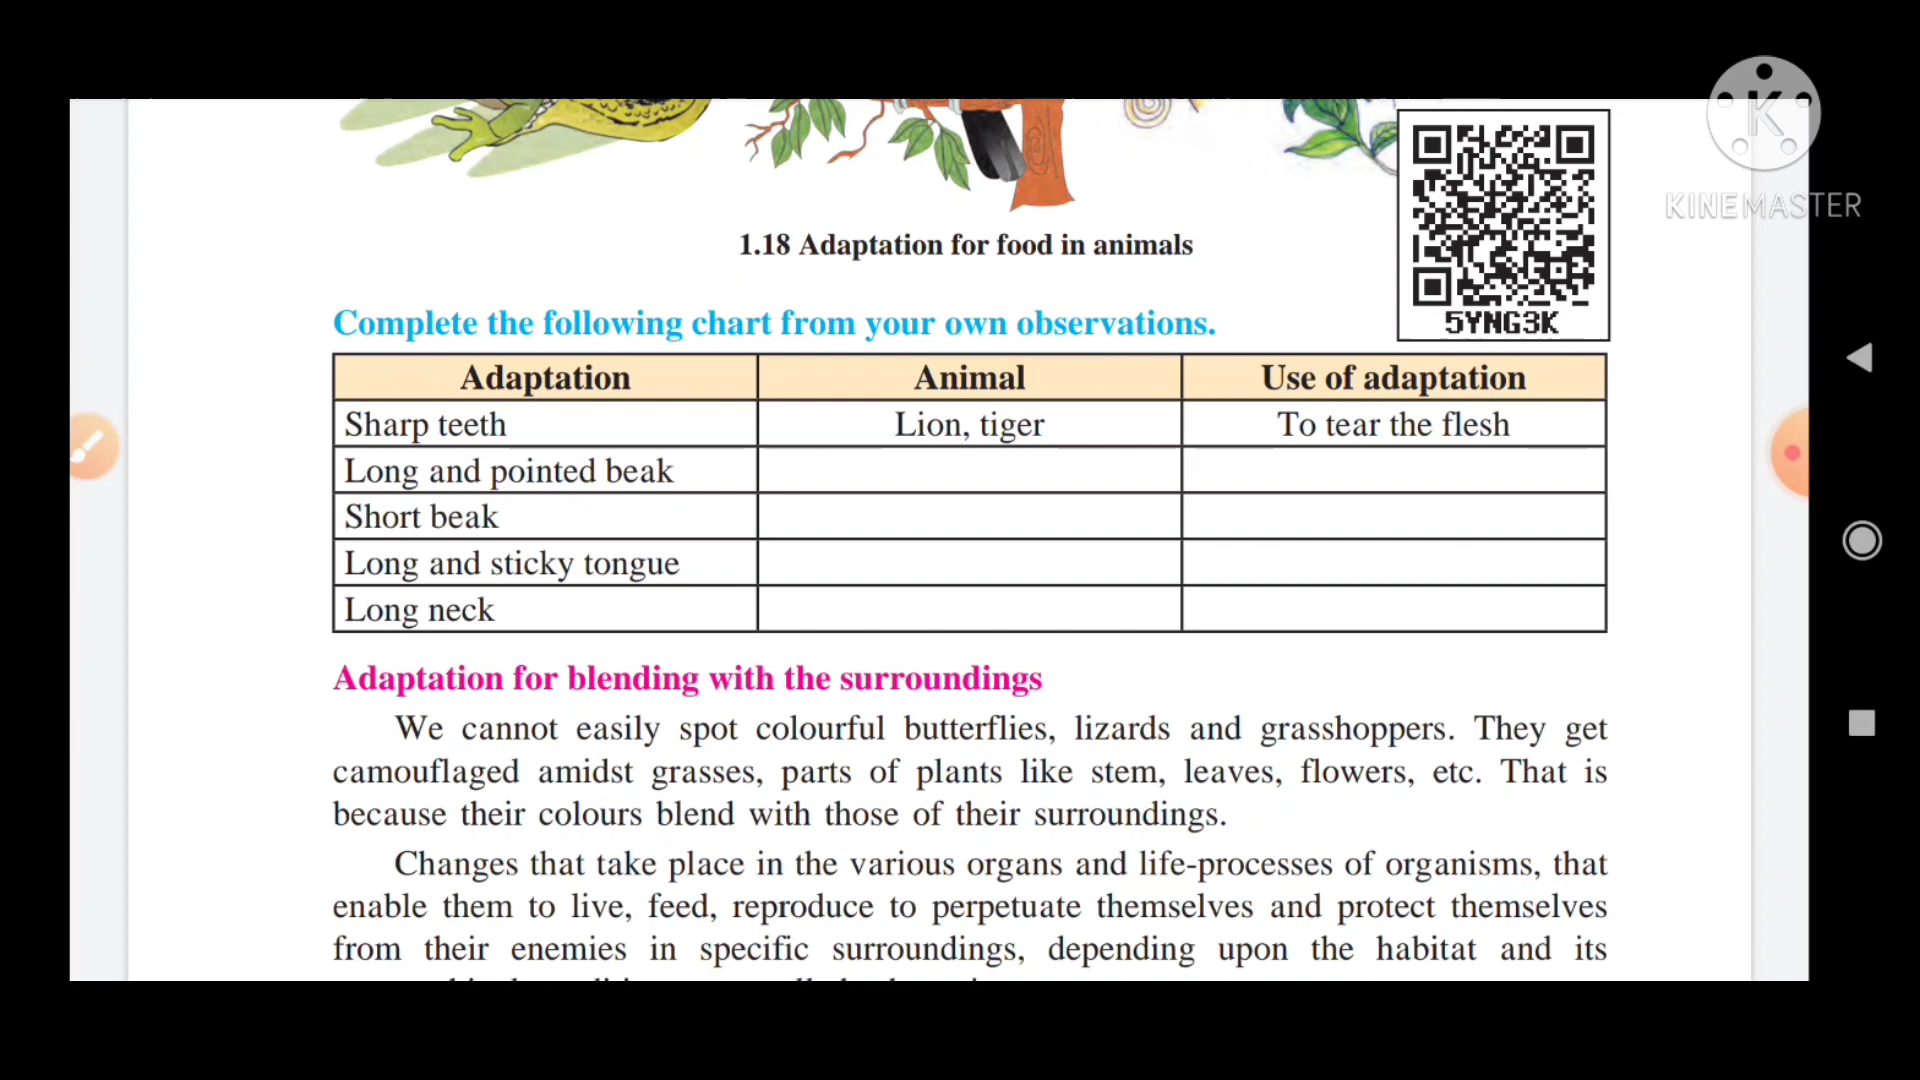 K
KINEMASTER
5YNG3K
1.18 Adaptation for food in animals
Complete the following chart from your own observations.
Adaptation Animal Use of adaptation
Sharp teeth Lion, tiger To tear the flesh
Long and pointed beak
Short beak
Long and sticky tongue
Long neck
Adaptation for blending with the surroundings
We cannot easily spot colourful butterflies, lizards and grasshoppers. They get
camouflaged amidst grasses, parts of plants like stem, leaves, flowers, etc. That is
because their colours blend with those of their surroundings.
Changes that take place in the various organs and life-processes of organisms, that
enable them to live, feed, reproduce to perpetuate themselves and protect themselves
from their enemies in specific surroundings, depending upon the habitat and its